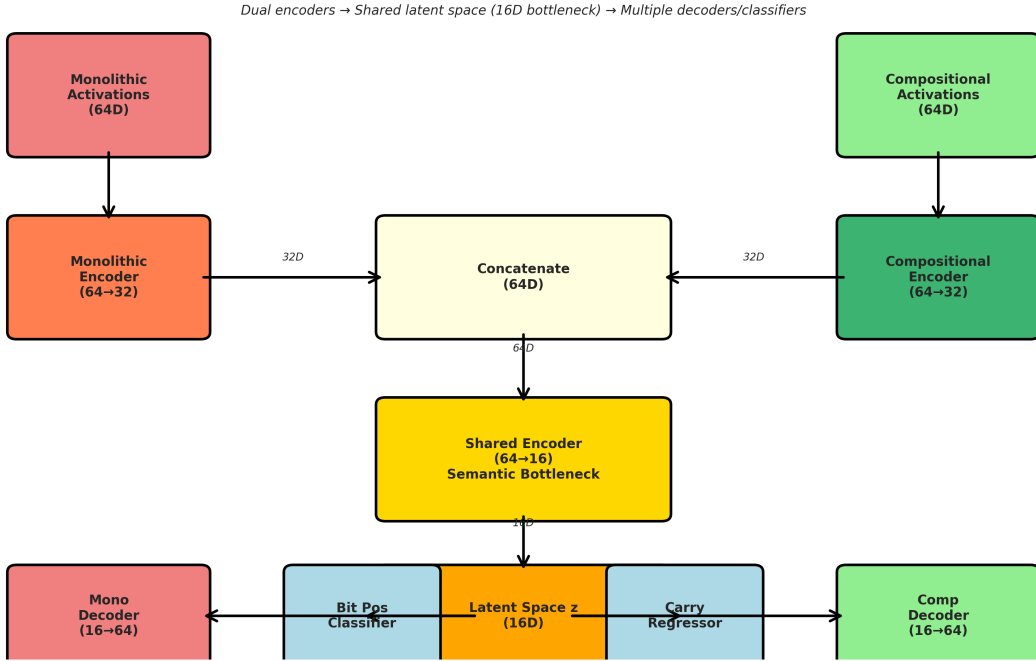 Dual encoders → Shared latent space (16D bottleneck) → Multiple decoders/classifiers
Monolithic
Activations
(64D)
Compositional
Activations
(64D)
Monolithic
Encoder
(64→32)
32D
Concatenate
(64D)
32D
Compositional
Encoder
(64→32)
64D
Shared Encoder
(64→16)
Semantic Bottleneck
16D
Mono
Decoder
(16→64)
Bit Pos
Classifier
Latent Space z
(16D)
Carry
Regressor
Comp
Decoder
(16→64)